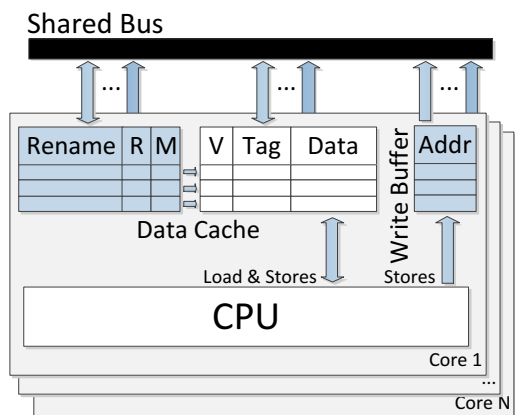 Shared Bus
... ... ...
Rename R M V Tag Data Addr
Write Buffer
Data Cache
Load & Stores Stores
CPU
Core 1
...
Core N